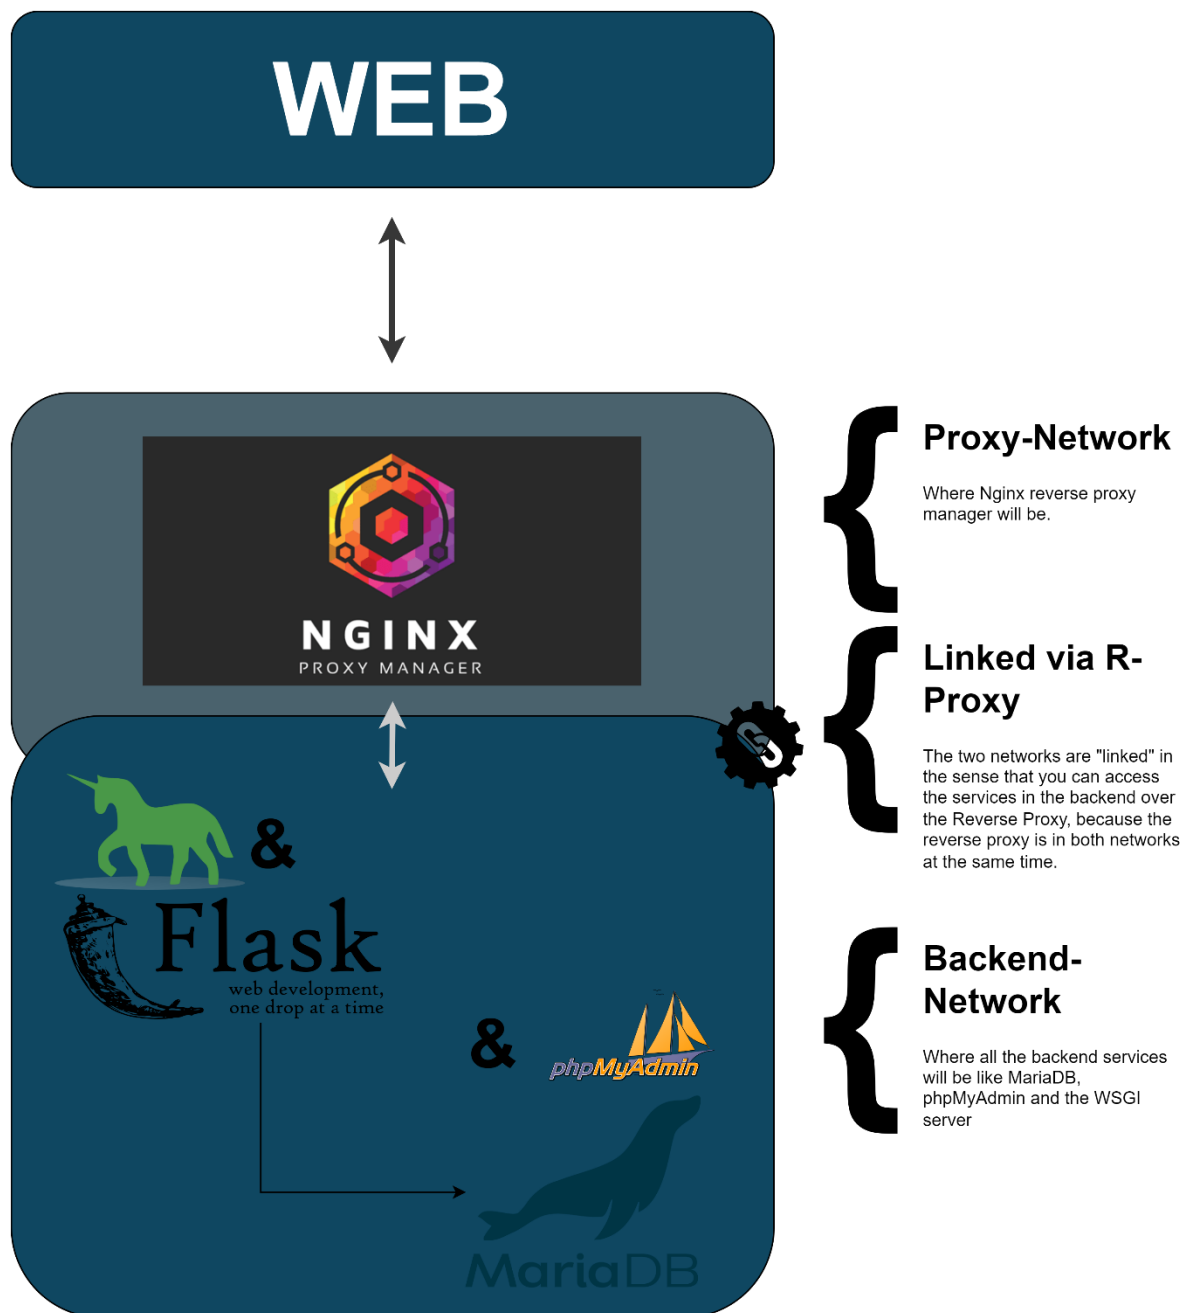 WEB
NGINX
PROXY MANAGER
Proxy-Network
Where Nginx reverse proxy
manager will be.
Linked via R-
Proxy
The two networks are "linked" in
the sense that you can access
the services in the backend over
the Reverse Proxy, because the
reverse proxy is in both networks
at the same time.
&
Flask
web development,
one drop at a time
&
phpMyAdmin
MariaDB
Backend-
Network
Where all the backend services
will be like MariaDB,
phpMyAdmin and the WSGI
server